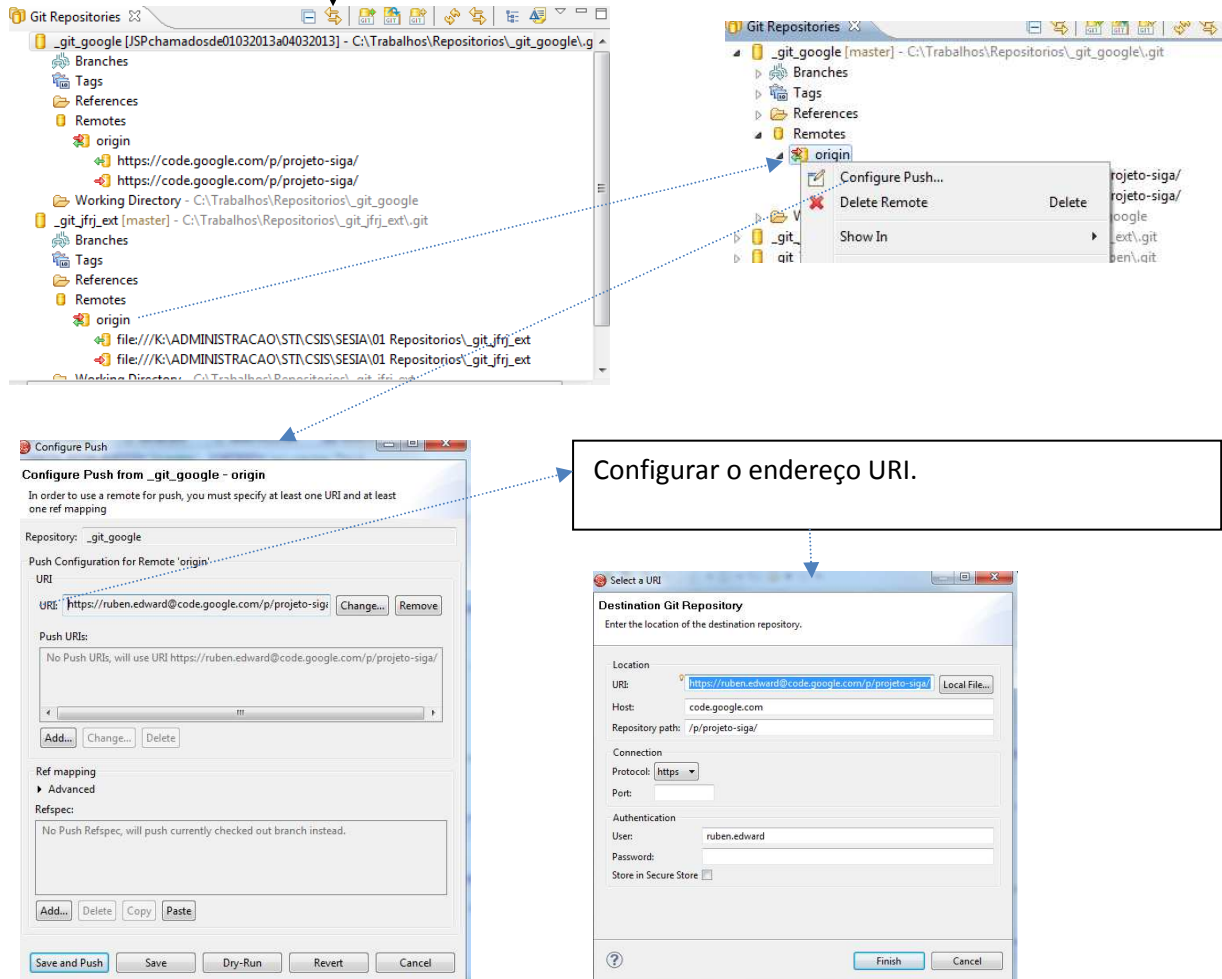 Git Repositories
_git_google [JSPchamadosde01032013a04032013] - C:\Trabalhos\Repositorios\_git_google\.g
Branches
Tags
References
Remotes
origin
https://code.google.com/p/projeto-siga/
https://code.google.com/p/projeto-siga/
Working Directory - C:\Trabalhos\Repositorios\_git_google
_git_jfrj_ext [master] - C:\Trabalhos\Repositorios\_git_jfrj_ext\.git
Branches
Tags
References
Remotes
origin
file:///K:\ADMINISTRACAO\STI\CSIS\SESIA\01 Repositorios\_git_jfrj_ext
file:///K:\ADMINISTRACAO\STI\CSIS\SESIA\01 Repositorios\_git_jfrj_ext
Working Directory - C:\Trabalhos\Repositorios\_git_jfrj_ext
Git Repositories
_git_google [master] - C:\Trabalhos\Repositorios\_git_google\.git
Branches
Tags
References
Remotes
origin
Configure Push...
rojeto-siga/
Delete Remote Delete
rojeto-siga/
W
oogle
_git_
Show In
_ext\.git
git
pen\.git
Configure Push
Configure Push from _git_google - origin
In order to use a remote for push, you must specify at least one URI and at least
one ref mapping
Repository: _git_google
Push Configuration for Remote 'origin'
URI
URI: https://ruben.edward@code.google.com/p/projeto-siga Change... Remove
Push URIs:
No Push URIs, will use URI https://ruben.edward@code.google.com/p/projeto-siga/
Add... Change... Delete
Ref mapping
Advanced
Refspec:
No Push Refspec, will push currently checked out branch instead.
Add... Delete Copy Paste
Save and Push Save Dry-Run Revert Cancel
Configurar o endereço URI.
Select a URI
Destination Git Repository
Enter the location of the destination repository.
Location
URI: https://ruben.edward@code.google.com/p/projeto-siga/ Local File...
Host: code.google.com
Repository path: /p/projeto-siga/
Connection
Protocol: https
Port:
Authentication
User: ruben.edward
Password:
Store in Secure Store
Finish Cancel